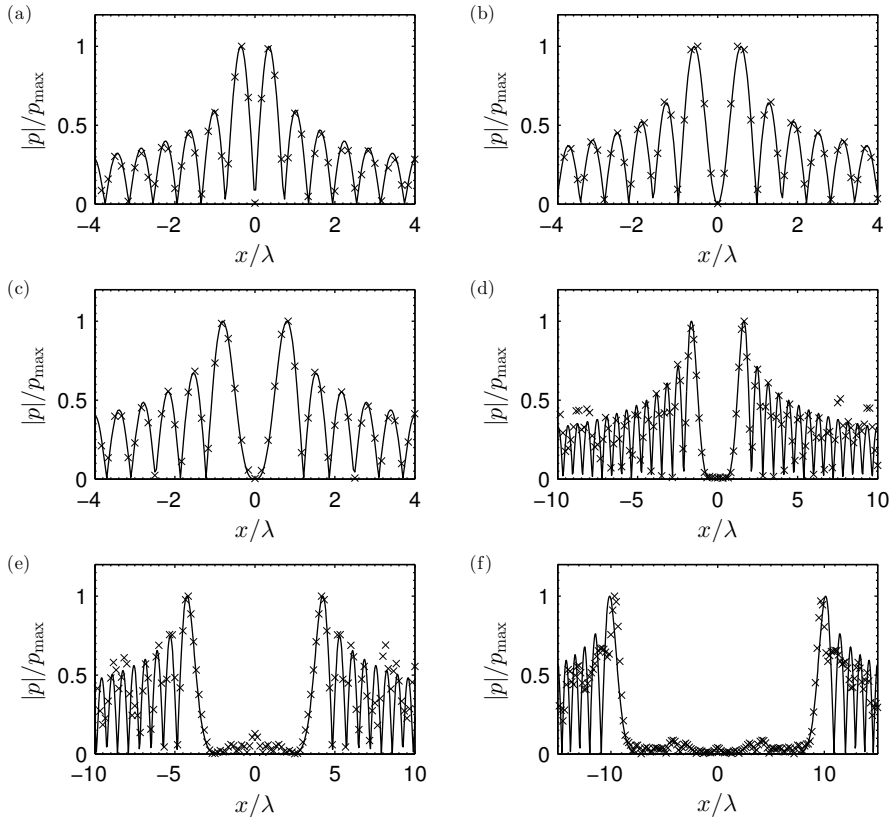 (a)
|p|/p_max
1
0.5
0
−4 −2 0 2 4
x/λ
(b)
|p|/p_max
1
0.5
0
−4 −2 0 2 4
x/λ
(c)
|p|/p_max
1
0.5
0
−4 −2 0 2 4
x/λ
(d)
|p|/p_max
1
0.5
0
−10 −5 0 5 10
x/λ
(e)
|p|/p_max
1
0.5
0
−10 −5 0 5 10
x/λ
(f)
|p|/p_max
1
0.5
0
−10 0 10
x/λ